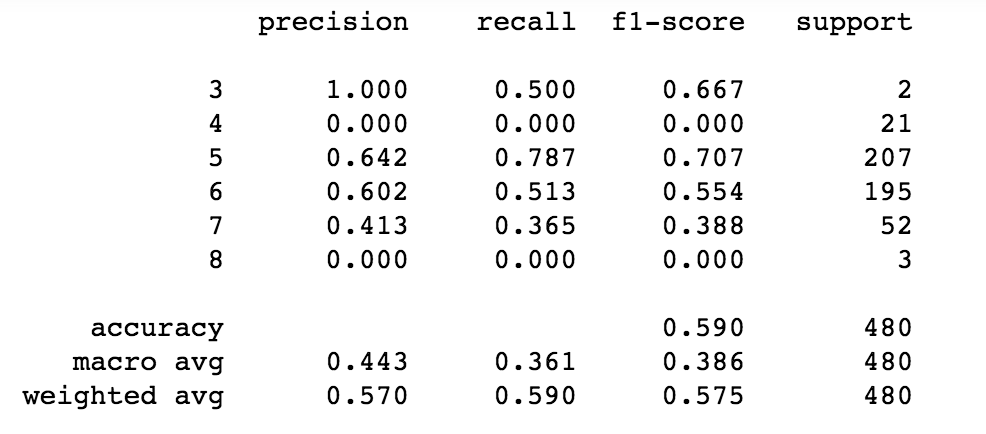 precision recall f1-score support
3 1.000 0.500 0.667 2
4 0.000 0.000 0.000 21
5 0.642 0.787 0.707 207
6 0.602 0.513 0.554 195
7 0.413 0.365 0.388 52
8 0.000 0.000 0.000 3
accuracy 0.590 480
macro avg 0.443 0.361 0.386 480
weighted avg 0.570 0.590 0.575 480